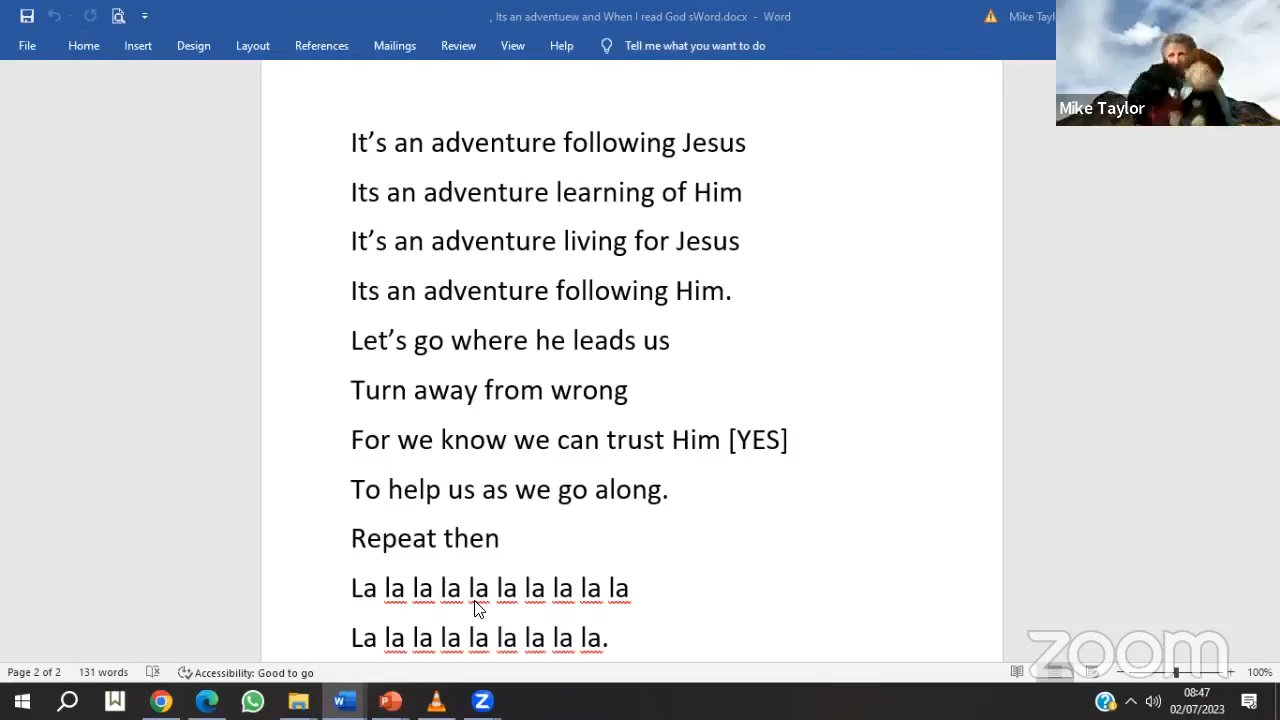 , Its an adventuew and When I read God sWord.docx - Word
Mike Tayl
File Home Insert Design Layout References Mailings Review View Help Tell me what you want to do
Mike Taylor
It’s an adventure following Jesus
Its an adventure learning of Him
It’s an adventure living for Jesus
Its an adventure following Him.
Let’s go where he leads us
Turn away from wrong
For we know we can trust Him [YES]
To help us as we go along.
Repeat then
La la la la la la la la la la
La la la la la la la la la.
zoom
Page 2 of 2 131 words Accessibility: Good to go 100%
08:47
02/07/2023